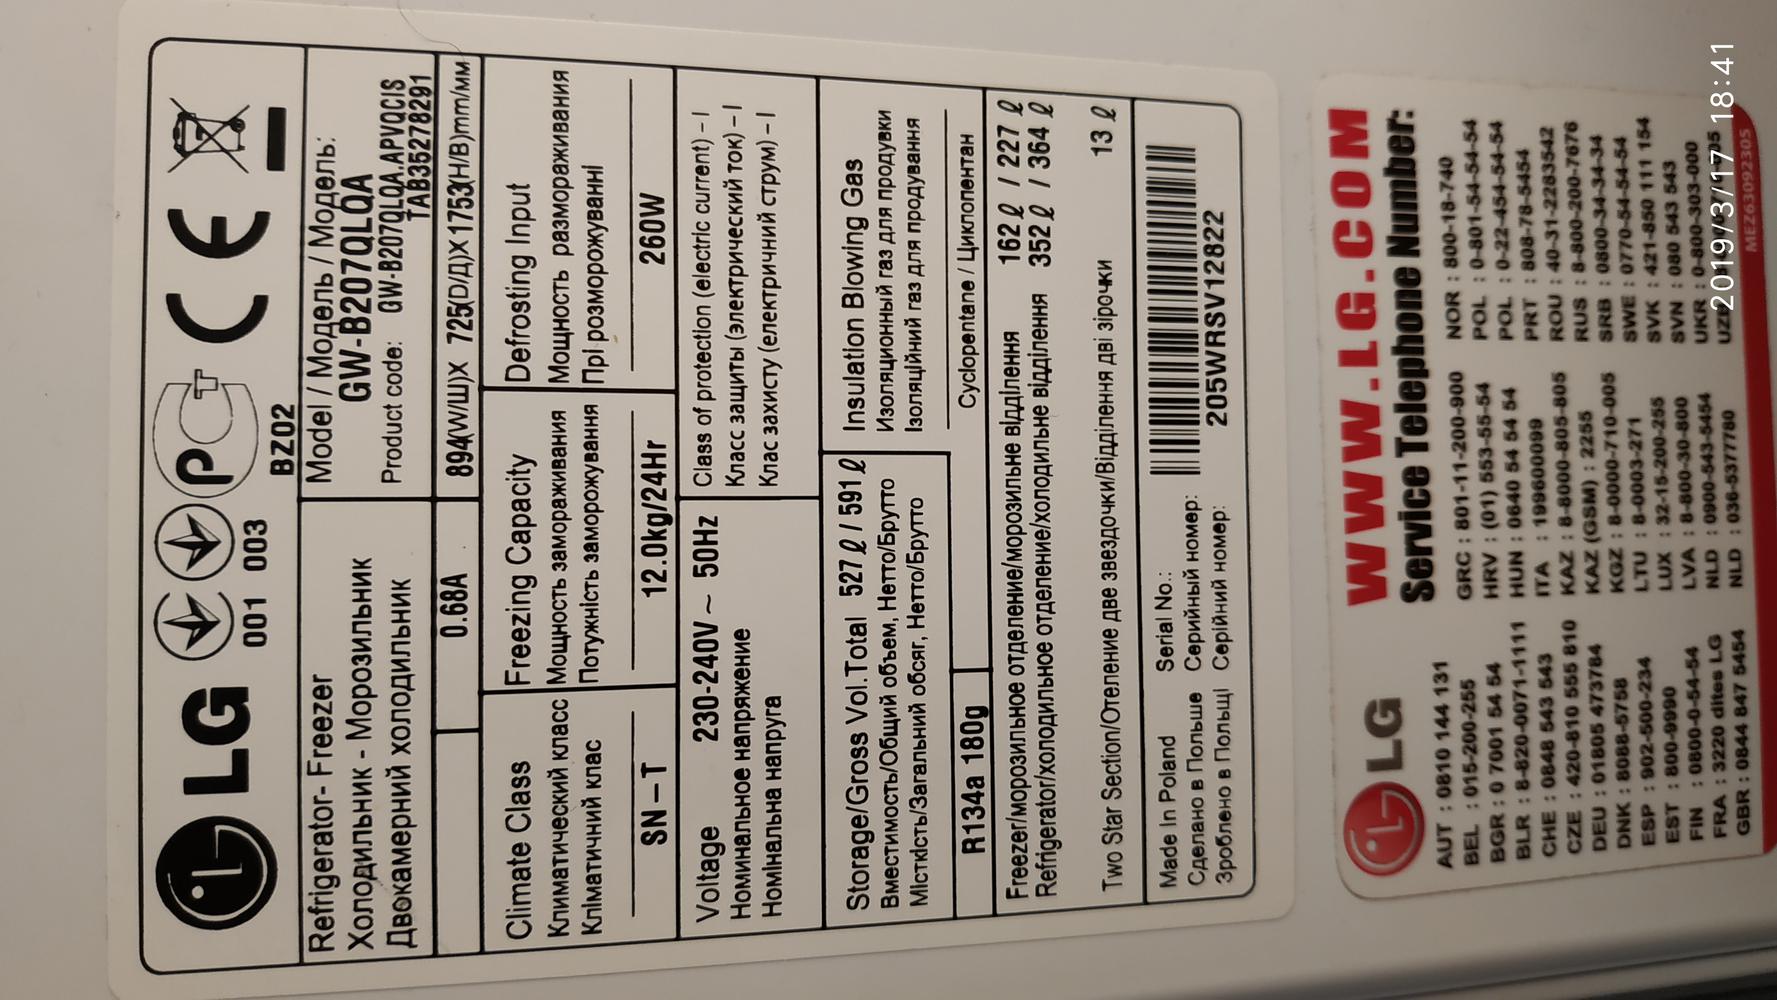 LG
PCT
CE
001 003
BZ02
Refrigerator- Freezer
Холодильник - Морозильник
Двокамерний холодильник
Model / Модель / Модель:
GW-B207QLQA
Product code: GW-B207QLQA.APVQCIS
TAB35278291
0.68A
894(W/Ш)X 725(D/Д)X1753(H/В)mm/мм
Climate Class
Климатический класс
Кліматичний клас
SN–T
Freezing Capacity
Мощность замораживания
Потужність заморожування
12.0kg/24Hr
Defrosting Input
Мощность размораживания
Прі розморожуванні
260W
Voltage 230-240V ~ 50Hz
Номинальное напряжение
Номінальна напруга
Class of protection (electric current) – I
Класс защиты (электрический ток) – I
Клас захисту (електричний струм) – I
Storage/Gross Vol.Total 527 ℓ / 591 ℓ
Вместимость/Общий объем, Нетто/Брутто
Місткість/Загальний обсяг, Нетто/Брутто
Insulation Blowing Gas
Изоляционный газ для продувки
Ізоляційний газ для продування
Cyclopentane / Циклопентан
R134a 180g
Freezer/морозильное отделение/морозильне відділення 162 ℓ / 227 ℓ
Refrigerator/холодильное отделение/холодильне відділення 352 ℓ / 364 ℓ
Two Star Section/Отеление две звездочки/Відділення дві зірочки 13 ℓ
Made In Poland Serial No.:
Сделано в Польше Серийный номер:
Зроблено в Польщі Серійний номер:
205WRSV12822
LG WWW.LG.COM
Service Telephone Number:
AUT : 0810 144 131
BEL : 015-200-255
BGR : 0 7001 54 54
BLR : 8-820-0071-1111
CHE : 0848 543 543
CZE : 420-810 555 810
DEU : 01805 473784
DNK : 8088-5758
ESP : 902-500-234
EST : 800-9990
FIN : 0800-0-54-54
FRA : 3220 dites LG
GBR : 0844 847 5454
GRC : 801-11-200-900
HRV : (01) 553-55-54
HUN : 0640 54 54 54
ITA : 199600099
KAZ : 8-8000-805-805
KAZ (GSM) : 2255
KGZ : 8-0000-710-005
LTU : 8-0003-271
LUX : 32-15-200-255
LVA : 8-800-30-800
NLD : 0900-543-5454
NLD : 036-5377780
NOR : 800-18-740
POL : 0-801-54-54-54
POL : 0-22-454-54-54
PRT : 808-78-5454
ROU : 40-31-2283542
RUS : 8-800-200-7676
SRB : 0800-34-34-34
SWE : 0770-54-54-54
SVK : 421-850 111 154
SVN : 080 543 543
UKR : 0-800-303-000
MEZ63092305
2019/3/17 18:41